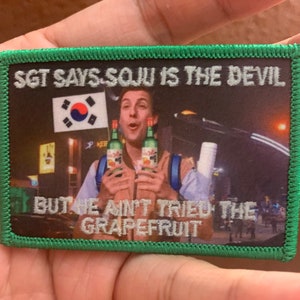 SGT SAYS SOJU IS THE DEVIL
BUT HE AIN'T TRIED THE
GRAPEFRUIT